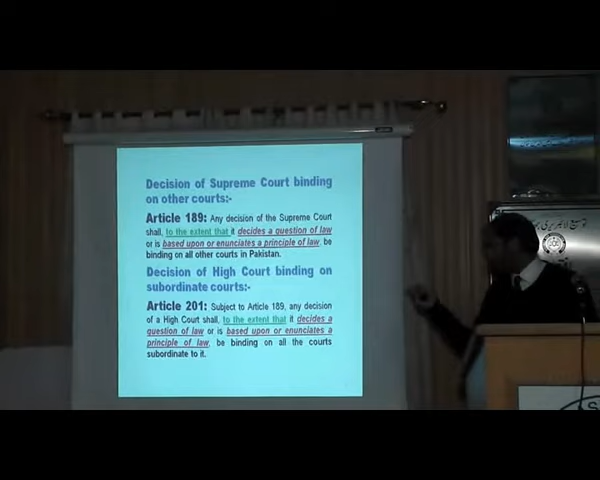 Decision of Supreme Court binding
on other courts:-
Article 189: Any decision of the Supreme Court
shall, to the extent that it decides a question of law
or is based upon or enunciates a principle of law, be
binding on all other courts in Pakistan.
Decision of High Court binding on
subordinate courts:-
Article 201: Subject to Article 189, any decision
of a High Court shall, to the extent that it decides a
question of law or is based upon or enunciates a
principle of law, be binding on all the courts
subordinate to it.